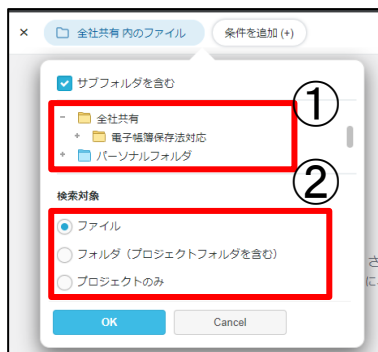 × 全社共有 内のファイル 条件を追加 (+)
サブフォルダを含む
①
- 全社共有
+ 電子帳簿保存法対応
+ パーソナルフォルダ
②
検索対象
ファイル
フォルダ（プロジェクトフォルダを含む）
プロジェクトのみ
さ
に
OK Cancel